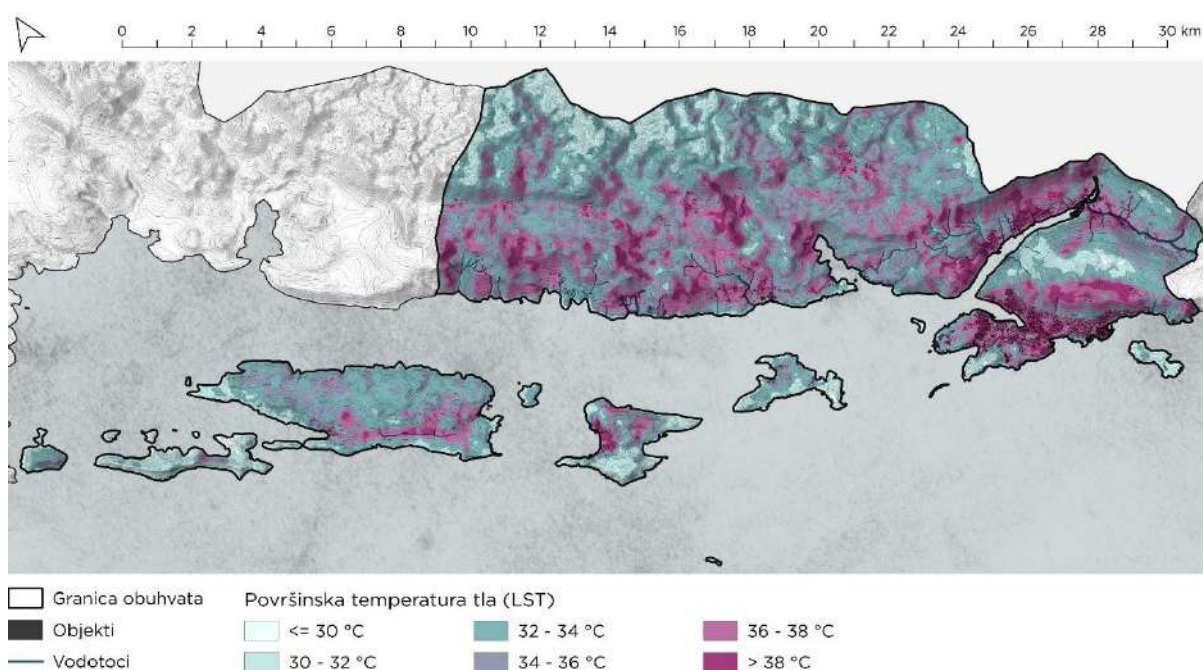 0 2 4 6 8 10 12 14 16 18 20 22 24 26 28 30 km
Granica obuhvata
Objekti
Vodotoci
Površinska temperatura tla (LST)
<= 30 °C
30 - 32 °C
32 - 34 °C
34 - 36 °C
36 - 38 °C
> 38 °C